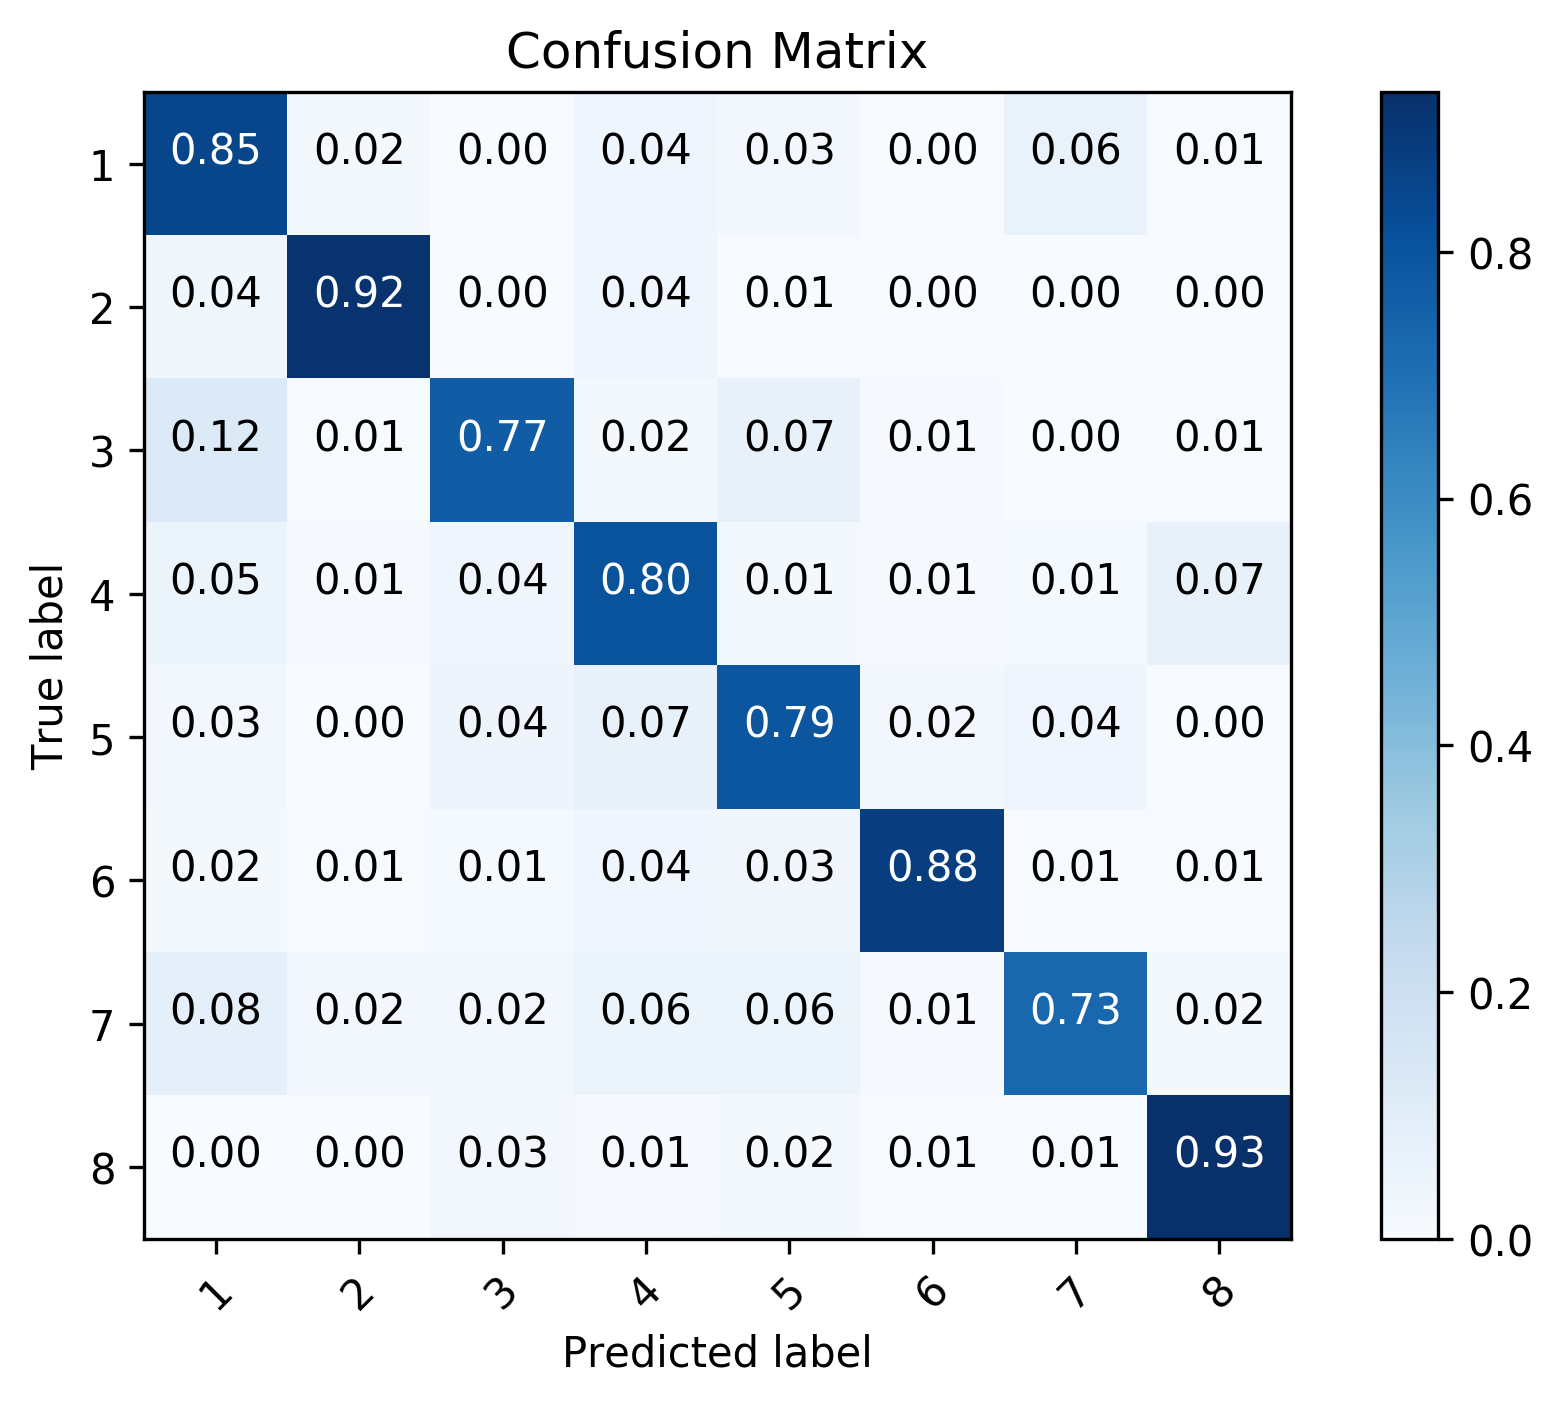 Confusion Matrix
True label
1 0.85 0.02 0.00 0.04 0.03 0.00 0.06 0.01
2 0.04 0.92 0.00 0.04 0.01 0.00 0.00 0.00
3 0.12 0.01 0.77 0.02 0.07 0.01 0.00 0.01
4 0.05 0.01 0.04 0.80 0.01 0.01 0.01 0.07
5 0.03 0.00 0.04 0.07 0.79 0.02 0.04 0.00
6 0.02 0.01 0.01 0.04 0.03 0.88 0.01 0.01
7 0.08 0.02 0.02 0.06 0.06 0.01 0.73 0.02
8 0.00 0.00 0.03 0.01 0.02 0.01 0.01 0.93
1 2 3 4 5 6 7 8
Predicted label
0.8
0.6
0.4
0.2
0.0